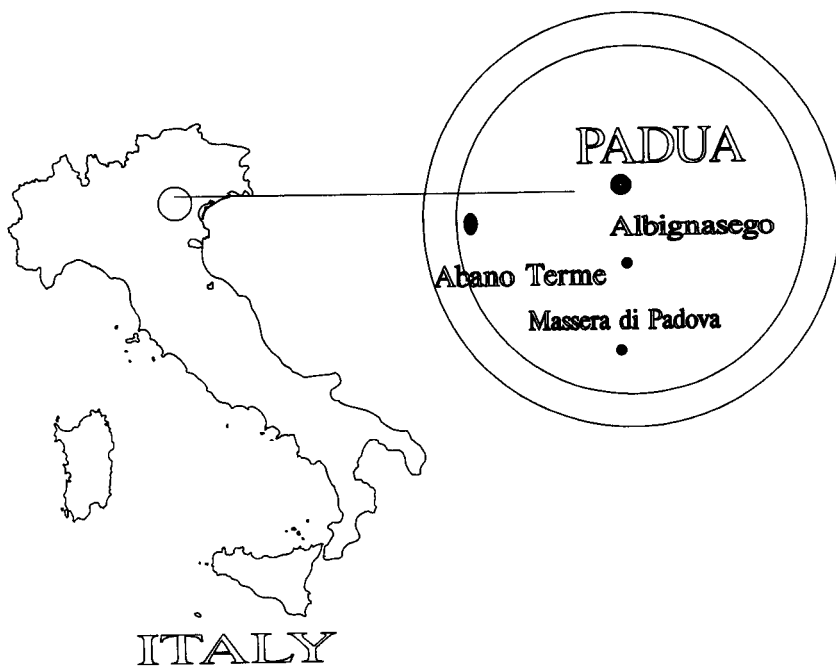 PADUA
Albignasego
Abano Terme
Massera di Padova
ITALY